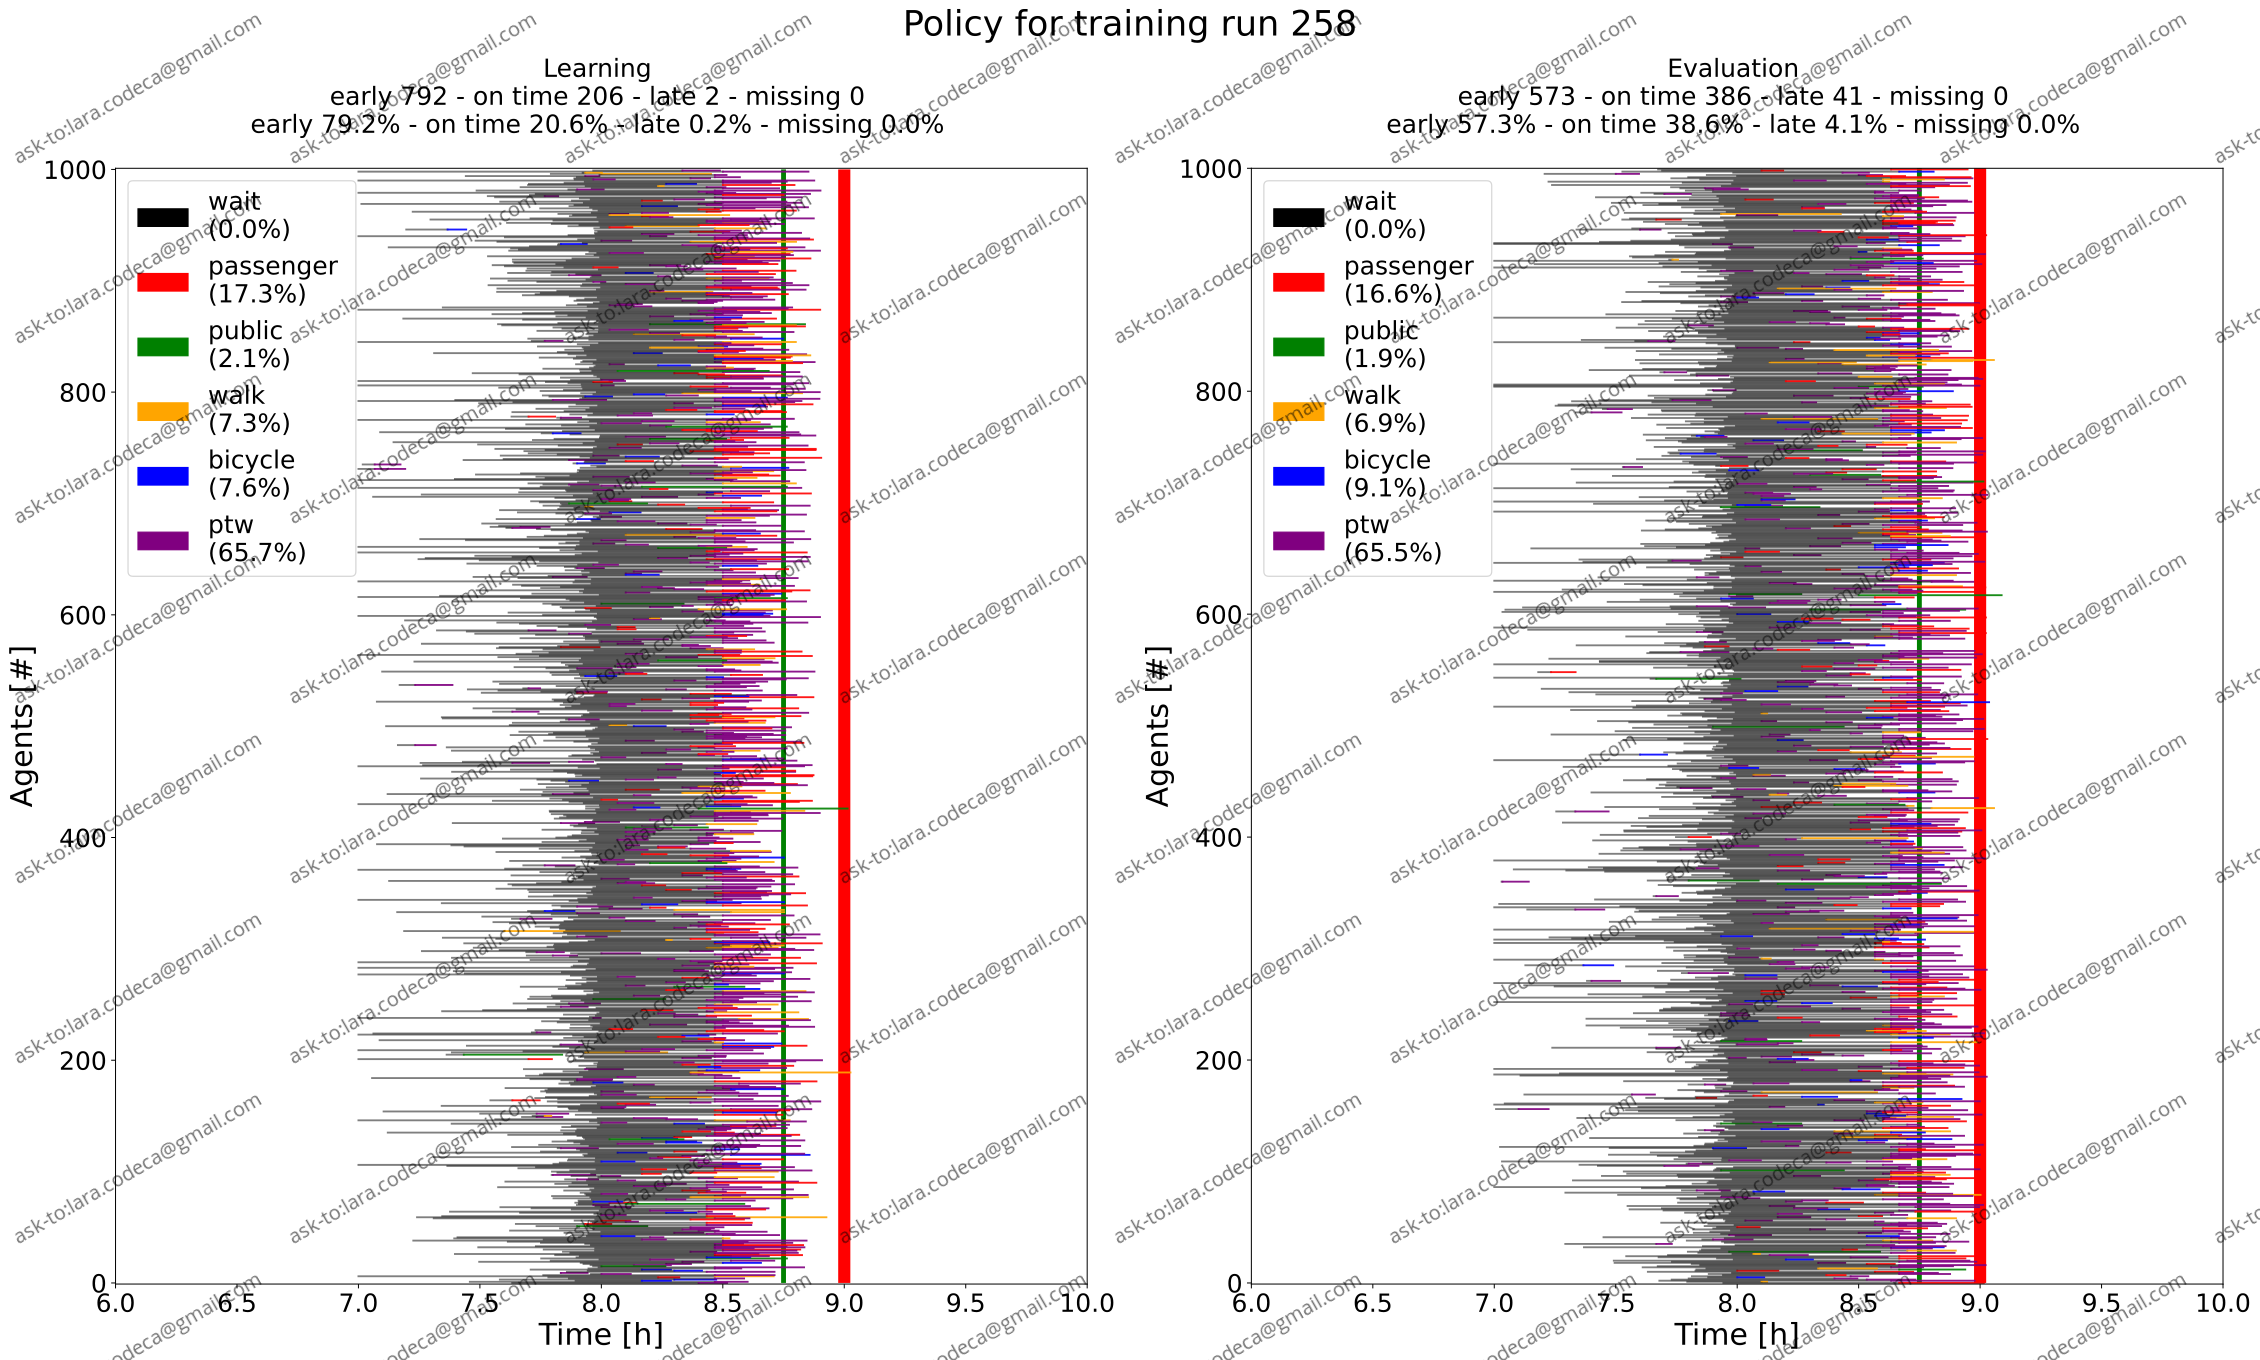 Policy for training run 258
Learning
early 792 - on time 206 - late 2 - missing 0
early 79.2% - on time 20.6% - late 0.2% - missing 0.0%
1000
800
600
400
200
0
Agents [#]
wait
(0.0%)
passenger
(17.3%)
public
(2.1%)
walk
(7.3%)
bicycle
(7.6%)
ptw
(65.7%)
6.0 6.5 7.0 7.5 8.0 8.5 9.0 9.5 10.0
Time [h]
Evaluation
early 573 - on time 386 - late 41 - missing 0
early 57.3% - on time 38.6% - late 4.1% - missing 0.0%
1000
800
600
400
200
0
Agents [#]
wait
(0.0%)
passenger
(16.6%)
public
(1.9%)
walk
(6.9%)
bicycle
(9.1%)
ptw
(65.5%)
6.0 6.5 7.0 7.5 8.0 8.5 9.0 9.5 10.0
Time [h]
ask-to:lara.codeca@gmail.com